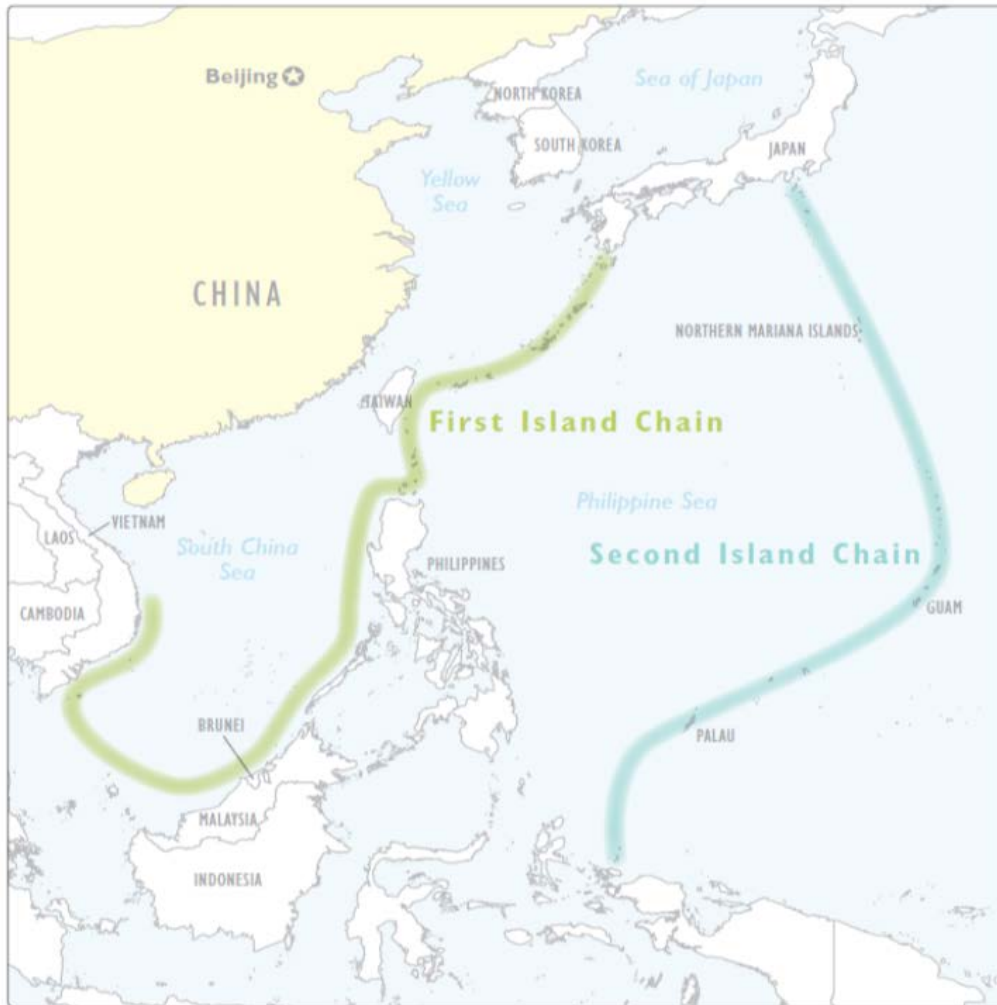 Beijing
Sea of Japan
NORTH KOREA
SOUTH KOREA
JAPAN
Yellow
Sea
CHINA
NORTHERN MARIANA ISLANDS
TAIWAN
First Island Chain
Philippine Sea
VIETNAM
LAOS
South China
Sea
Second Island Chain
PHILIPPINES
CAMBODIA
GUAM
BRUNEI
PALAU
MALAYSIA
INDONESIA